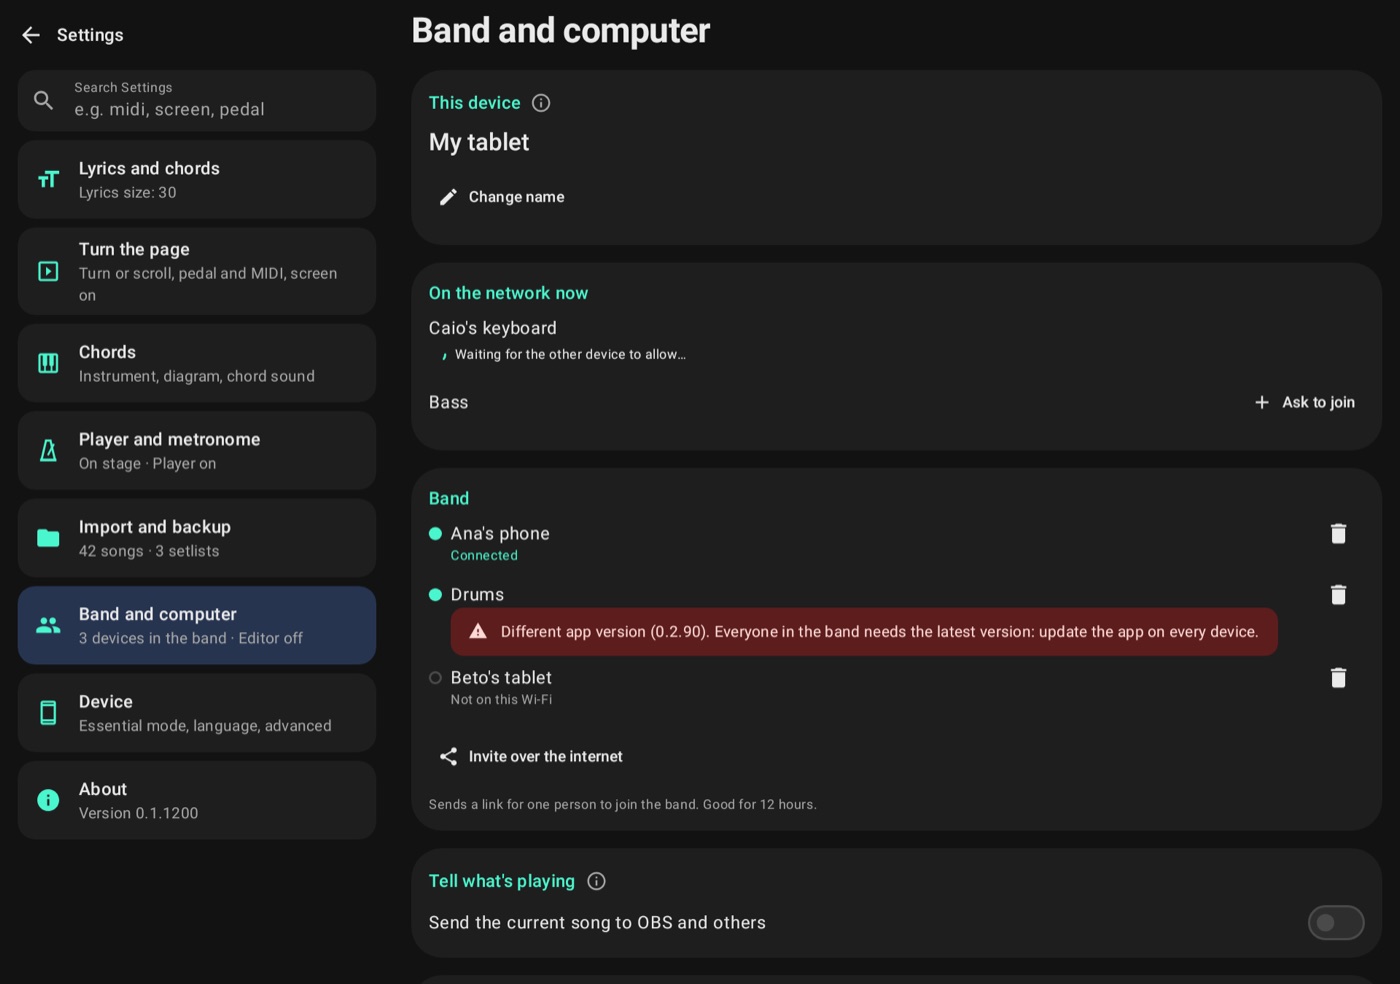 Settings
Search Settings
e.g. midi, screen, pedal
Lyrics and chords
Lyrics size: 30
Turn the page
Turn or scroll, pedal and MIDI, screen
on
Chords
Instrument, diagram, chord sound
Player and metronome
On stage · Player on
Import and backup
42 songs · 3 setlists
Band and computer
3 devices in the band · Editor off
Device
Essential mode, language, advanced
About
Version 0.1.1200
Band and computer
This device
My tablet
Change name
On the network now
Caio's keyboard
Waiting for the other device to allow...
Bass
Ask to join
Band
Ana's phone
Connected
Drums
Different app version (0.2.90). Everyone in the band needs the latest version: update the app on every device.
Beto's tablet
Not on this Wi-Fi
Invite over the internet
Sends a link for one person to join the band. Good for 12 hours.
Tell what's playing
Send the current song to OBS and others